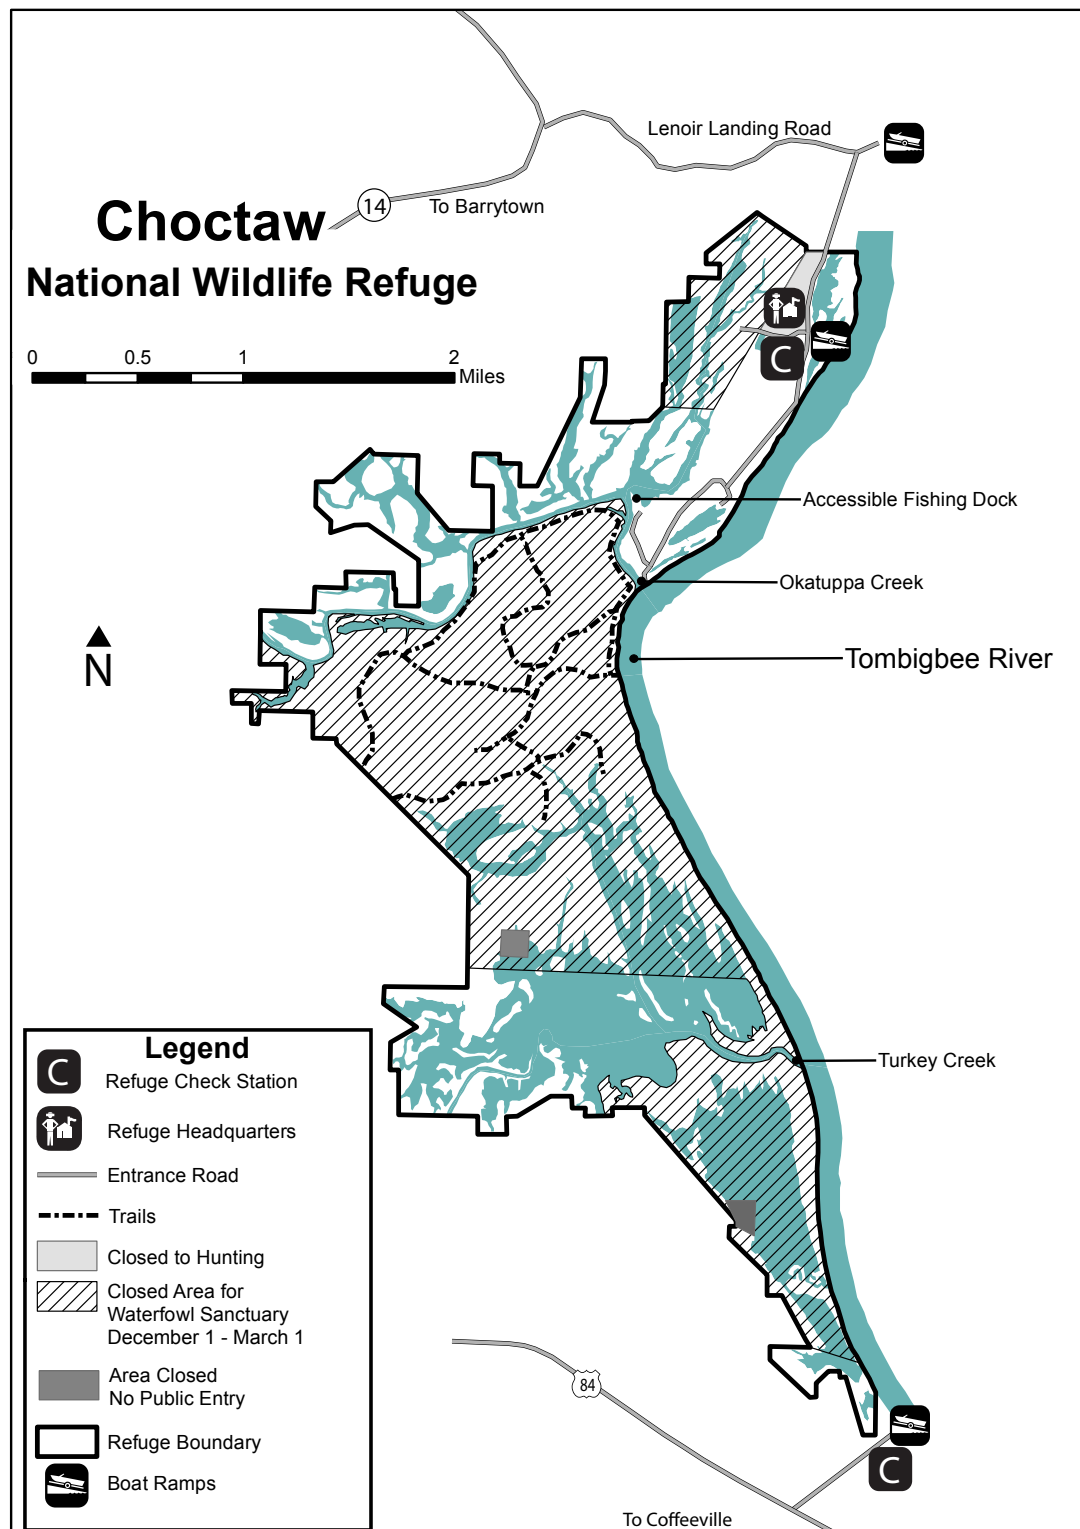 Lenoir Landing Road
14
To Barrytown
Choctaw
National Wildlife Refuge
0 0.5 1 2
Miles
C
Accessible Fishing Dock
Okatuppa Creek
N
Tombigbee River
Turkey Creek
Legend
C Refuge Check Station
Refuge Headquarters
Entrance Road
Trails
Closed to Hunting
Closed Area for
Waterfowl Sanctuary
December 1 - March 1
Area Closed
No Public Entry
Refuge Boundary
Boat Ramps
84
C
To Coffeeville